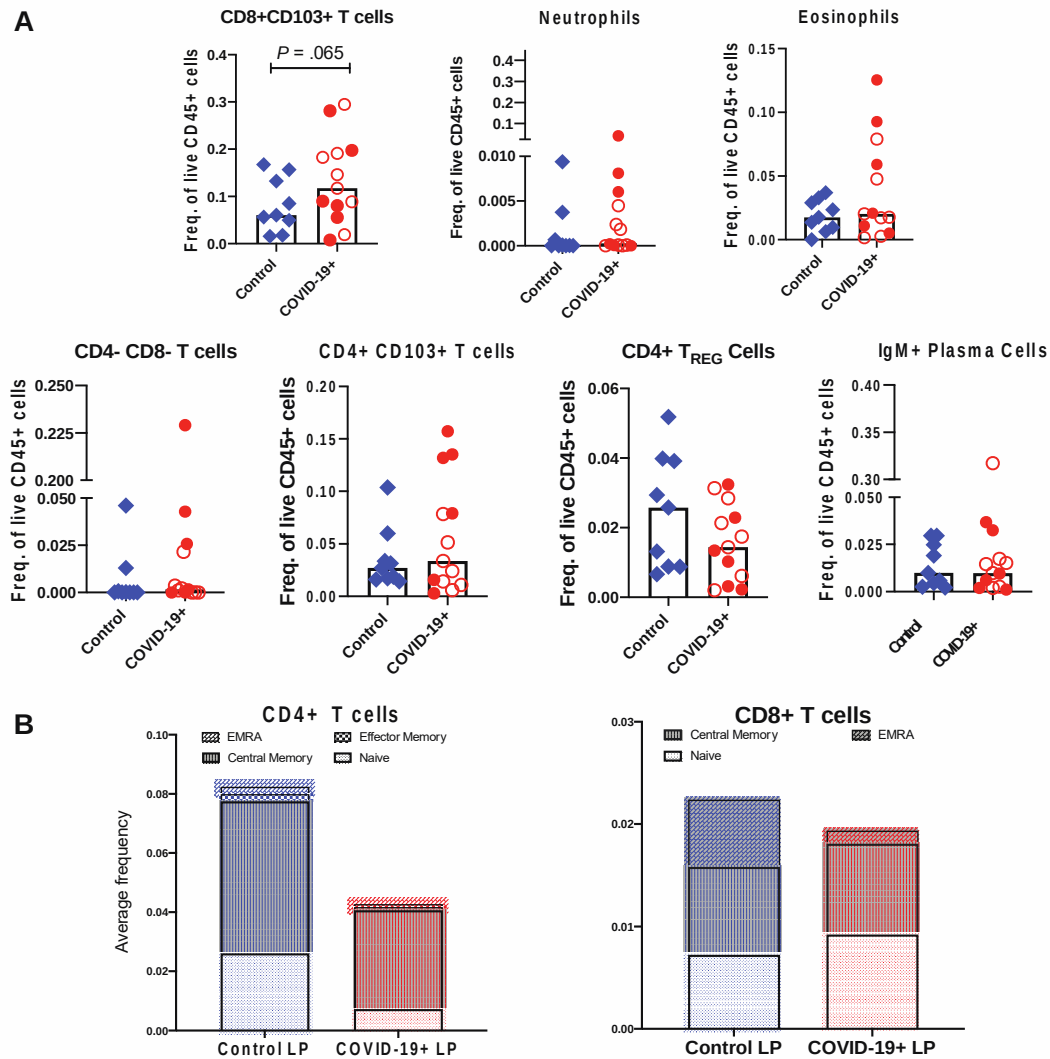 A
CD8+CD103+ T cells
Neutrophils
Eosinophils
P = .065
Freq. of live CD45+ cells
0.4
0.3
0.2
0.1
0.0
Control
COVID-19+
Freq. of live CD45+ cells
0.4
0.3
0.2
0.1
0.010
0.005
0.000
Control
COVID-19+
Freq. of live CD45+ cells
0.15
0.10
0.05
0.00
Control
COVID-19+
CD4- CD8- T cells
CD4+ CD103+ T cells
CD4+ TREG Cells
IgM+ Plasma Cells
Freq. of live CD45+ cells
0.250
0.225
0.200
0.050
0.025
0.000
Control
COVID-19+
Freq. of live CD45+ cells
0.20
0.15
0.10
0.05
0.00
Control
COVID-19+
Freq. of live CD45+ cells
0.06
0.04
0.02
0.00
Control
COVID-19+
Freq. of live CD45+ cells
0.40
0.35
0.30
0.050
0.025
0.000
Control
COVID-19+
B
CD4+ T cells
EMRA
Effector Memory
Central Memory
Naive
Average frequency
0.10
0.08
0.06
0.04
0.02
0.00
Control LP
COVID-19+ LP
CD8+ T cells
Central Memory
EMRA
Naive
0.03
0.02
0.01
0.00
Control LP
COVID-19+ LP